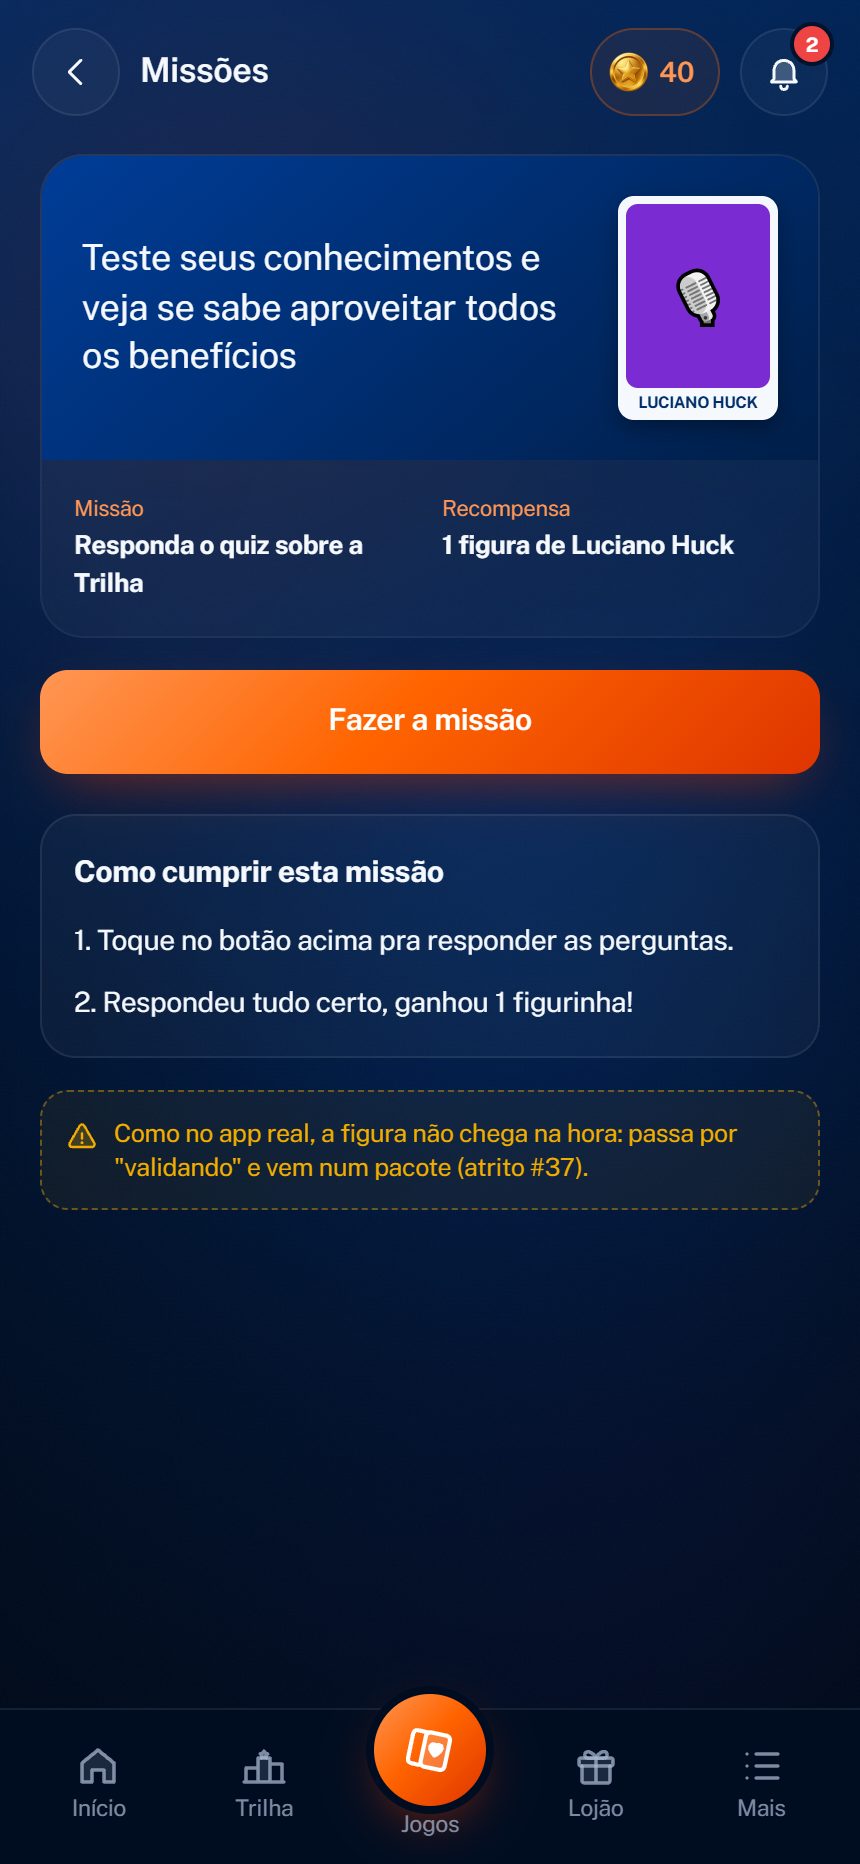 Missões
40
2
Teste seus conhecimentos e
veja se sabe aproveitar todos
os benefícios
LUCIANO HUCK
Missão
Responda o quiz sobre a
Trilha
Recompensa
1 figura de Luciano Huck
Fazer a missão
Como cumprir esta missão
1. Toque no botão acima pra responder as perguntas.
2. Respondeu tudo certo, ganhou 1 figurinha!
Como no app real, a figura não chega na hora: passa por
"validando" e vem num pacote (atrito #37).
Início
Trilha
Jogos
Lojão
Mais